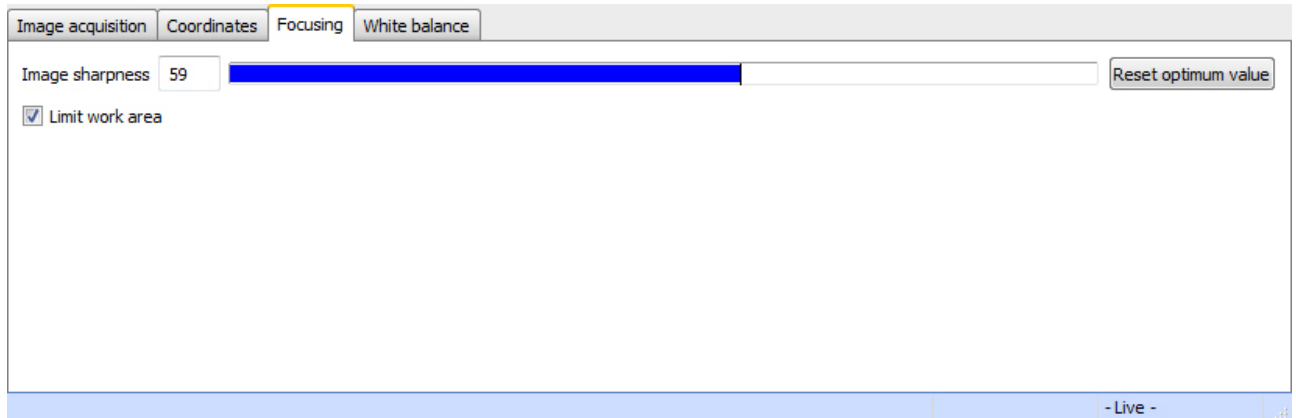 Image acquisition Coordinates Focusing White balance
Image sharpness 59 Reset optimum value
Limit work area
- Live -